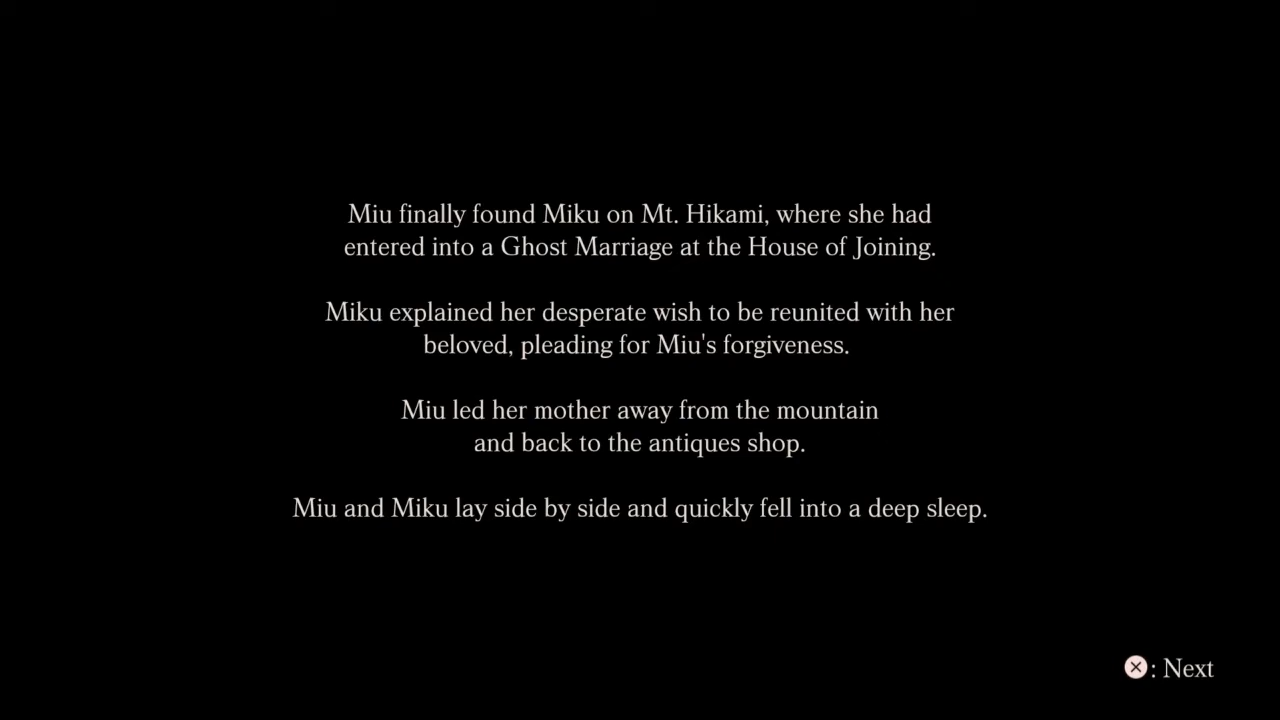 Miu finally found Miku on Mt. Hikami, where she had
entered into a Ghost Marriage at the House of Joining.
Miku explained her desperate wish to be reunited with her
beloved, pleading for Miu's forgiveness.
Miu led her mother away from the mountain
and back to the antiques shop.
Miu and Miku lay side by side and quickly fell into a deep sleep.
ⓧ: Next